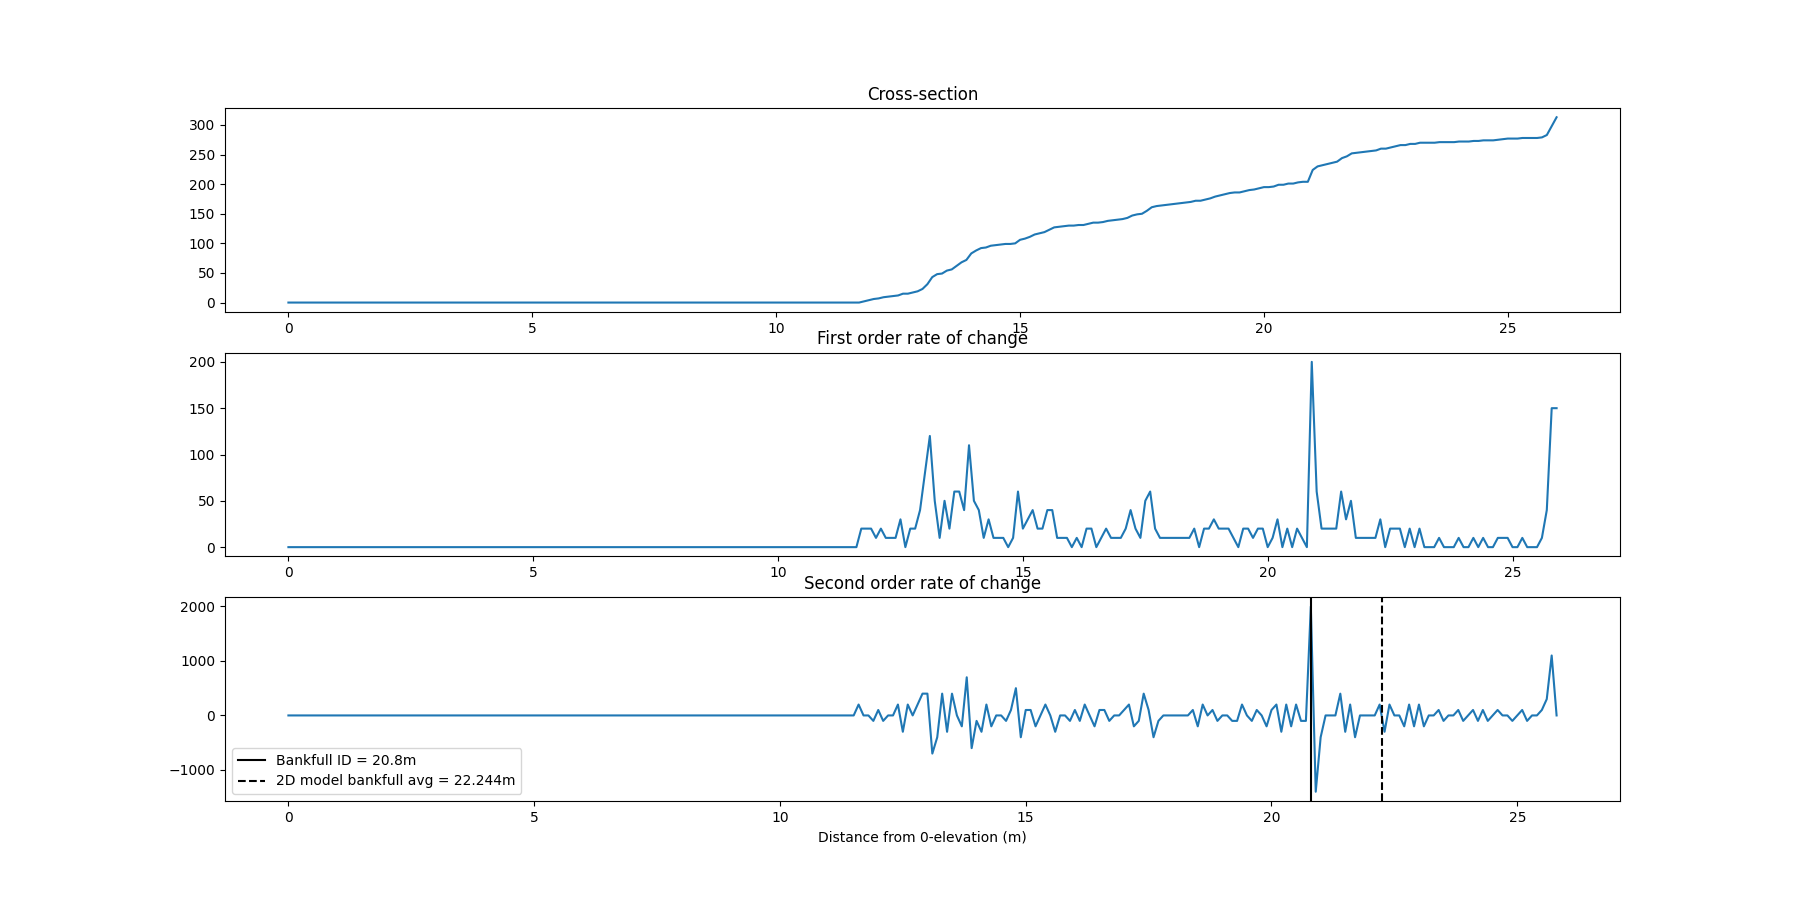 Cross-section
300
250
200
150
100
50
0
0 5 10 15 20 25
First order rate of change
200
150
100
50
0
0 5 10 15 20 25
Second order rate of change
2000
1000
0
−1000
Bankfull ID = 20.8m
2D model bankfull avg = 22.244m
0 5 10 15 20 25
Distance from 0-elevation (m)